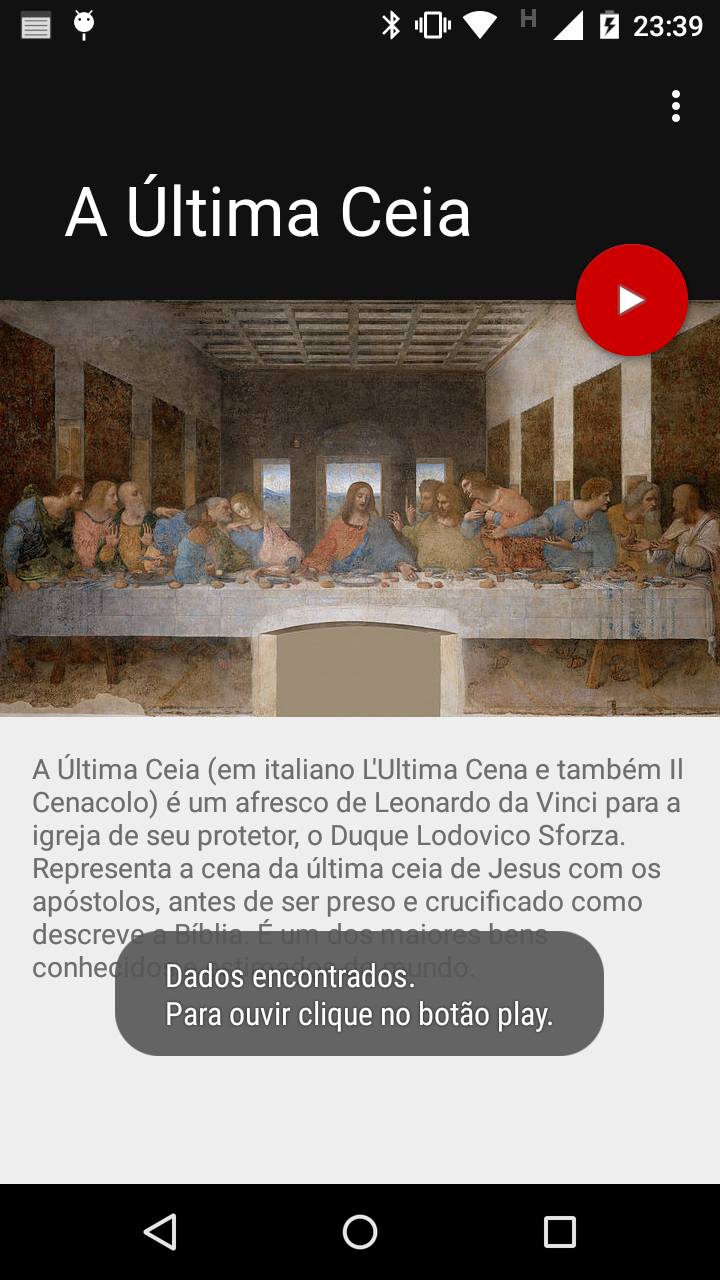 H
23:39
A Última Ceia
A Última Ceia (em italiano L'Ultima Cena e também Il
Cenacolo) é um afresco de Leonardo da Vinci para a
igreja de seu protetor, o Duque Lodovico Sforza.
Representa a cena da última ceia de Jesus com os
apóstolos, antes de ser preso e crucificado como
descreve a Bíblia. É um dos maiores bens
conhecidos e estimados do mundo.
Dados encontrados.
Para ouvir clique no botão play.